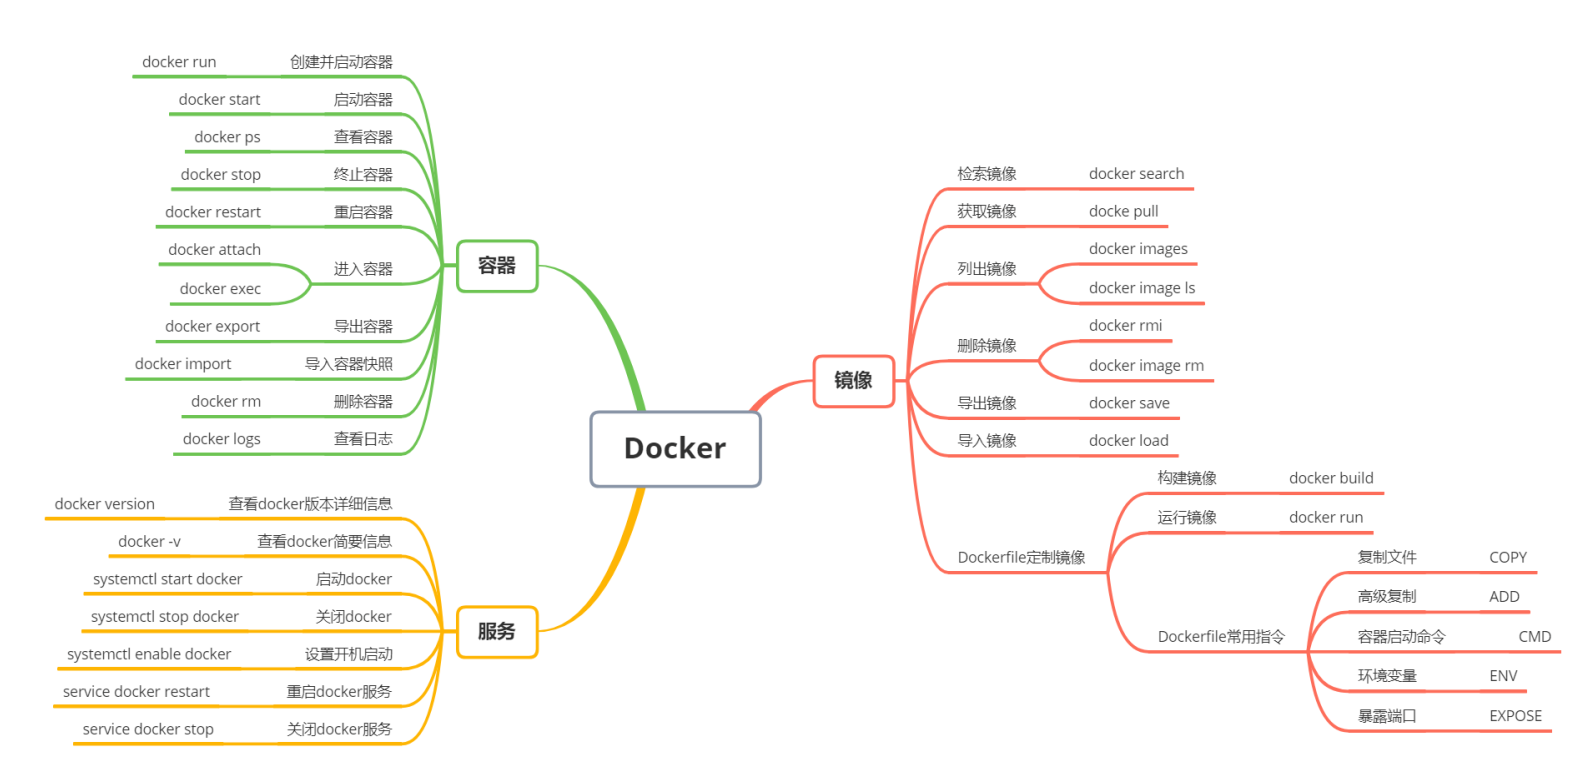 Docker
容器
创建并启动容器
docker run
启动容器
docker start
查看容器
docker ps
终止容器
docker stop
重启容器
docker restart
进入容器
docker attach
docker exec
导出容器
docker export
导入容器快照
docker import
删除容器
docker rm
查看日志
docker logs
服务
查看docker版本详细信息
docker version
查看docker简要信息
docker -v
启动docker
systemctl start docker
关闭docker
systemctl stop docker
设置开机启动
systemctl enable docker
重启docker服务
service docker restart
关闭docker服务
service docker stop
镜像
检索镜像
docker search
获取镜像
docke pull
列出镜像
docker images
docker image ls
删除镜像
docker rmi
docker image rm
导出镜像
docker save
导入镜像
docker load
Dockerfile定制镜像
构建镜像
docker build
运行镜像
docker run
Dockerfile常用指令
复制文件
COPY
高级复制
ADD
容器启动命令
CMD
环境变量
ENV
暴露端口
EXPOSE